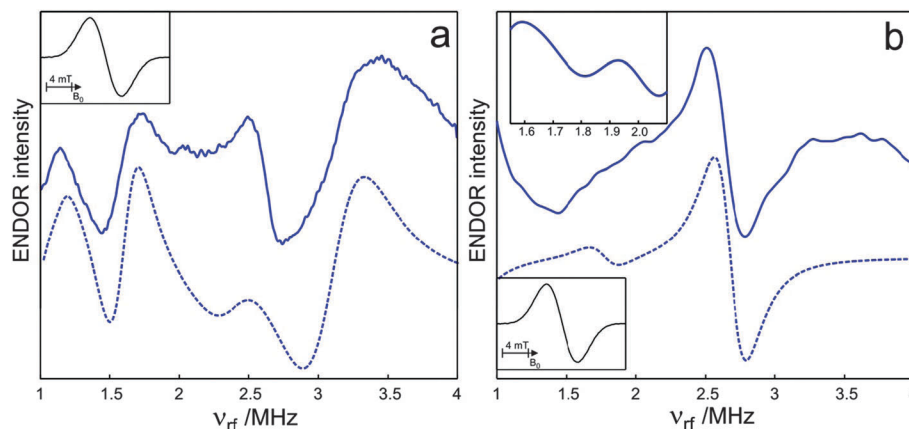 a
4 mT
B0
ENDOR intensity
1 1.5 2 2.5 3 3.5 4
νrf /MHz
b
1.6 1.7 1.8 1.9 2.0
ENDOR intensity
4 mT
B0
1 1.5 2 2.5 3 3.5 4
νrf /MHz